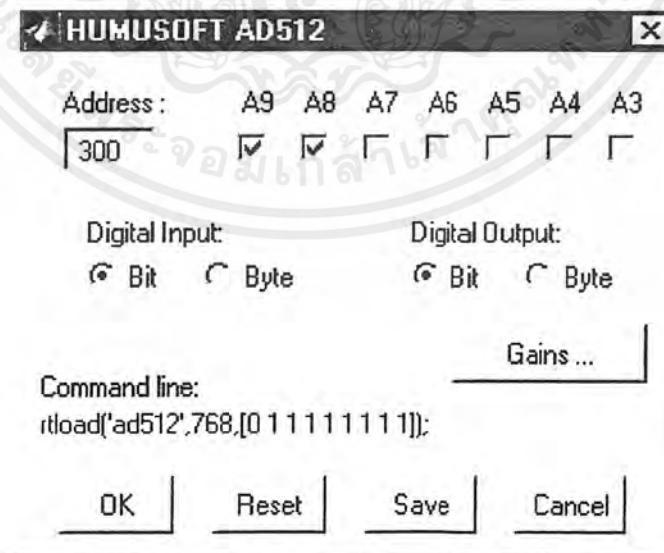 HUMUSOFT AD512
Address : A9 A8 A7 A6 A5 A4 A3
300
Digital Input: Digital Output:
Bit Byte Bit Byte
Gains ...
Command line:
rtload('ad512',768,[0 1 1 1 1 1 1 1 1]);
OK Reset Save Cancel